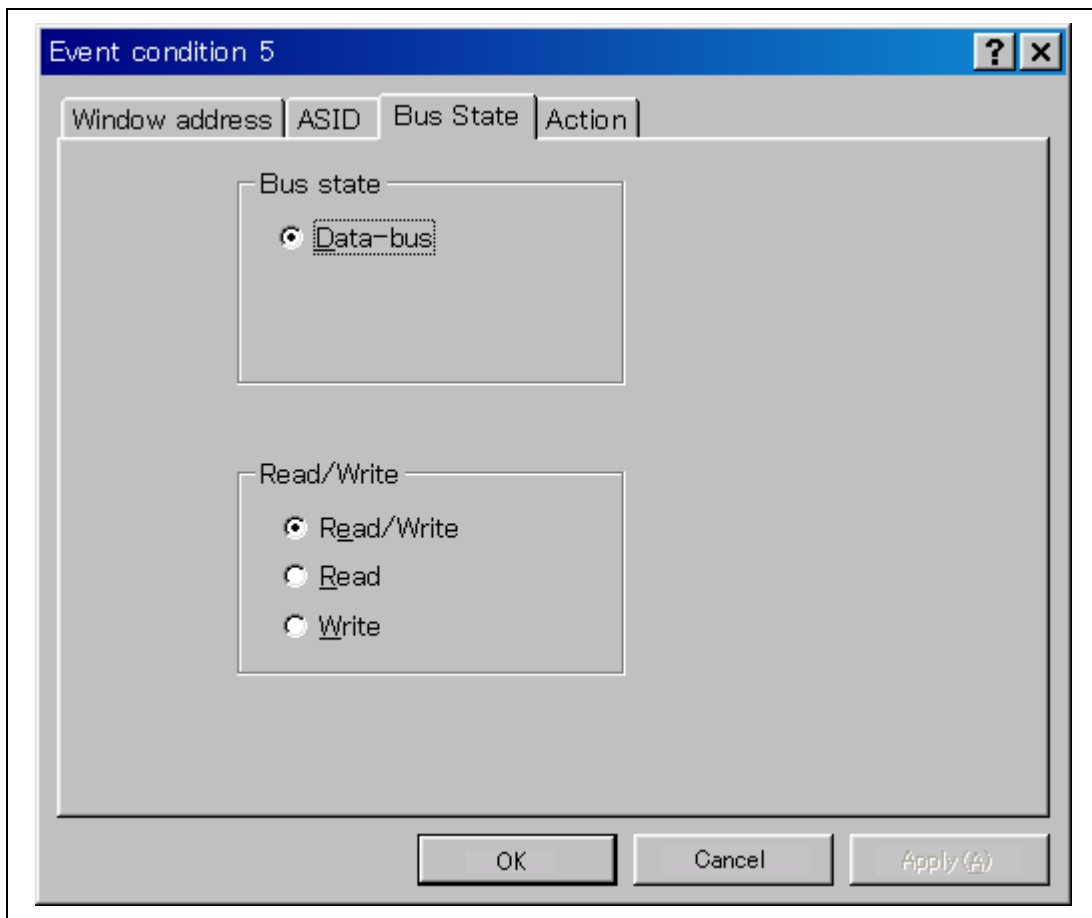 Event condition 5
Window address ASID Bus State Action
Bus state
Data-bus
Read/Write
Read/Write
Read
Write
OK Cancel Apply(A)